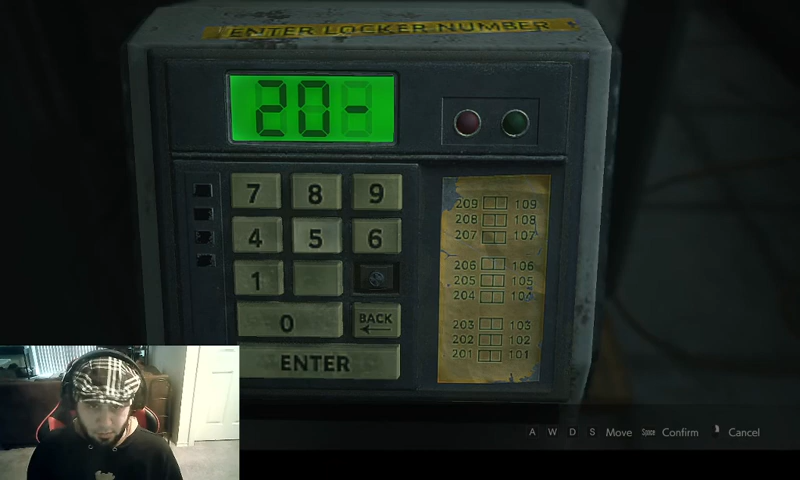 ENTER LOCKER NUMBER
20-
7 8 9
4 5 6
1
0 BACK
ENTER
209 109
208 108
207 107
206 106
205 105
204 104
203 103
202 102
201 101
A W D S Move Space Confirm Cancel